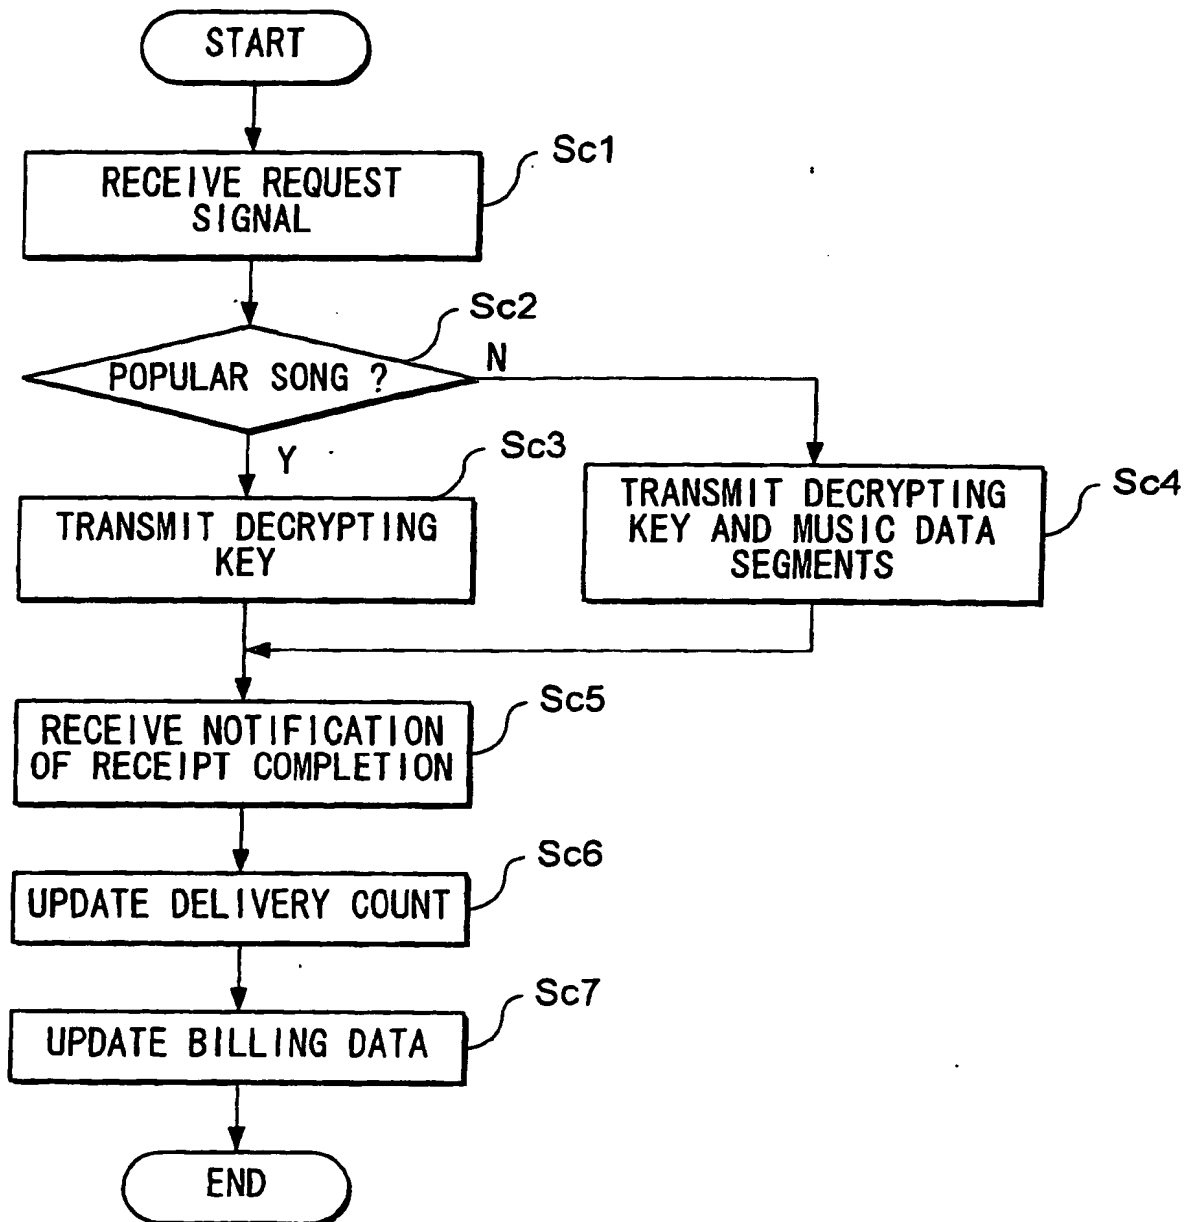 START
Sc1
RECEIVE REQUEST
SIGNAL
Sc2
POPULAR SONG ?
N
Y
Sc3
TRANSMIT DECRYPTING
KEY
TRANSMIT DECRYPTING
KEY AND MUSIC DATA
SEGMENTS
Sc4
Sc5
RECEIVE NOTIFICATION
OF RECEIPT COMPLETION
Sc6
UPDATE DELIVERY COUNT
Sc7
UPDATE BILLING DATA
END